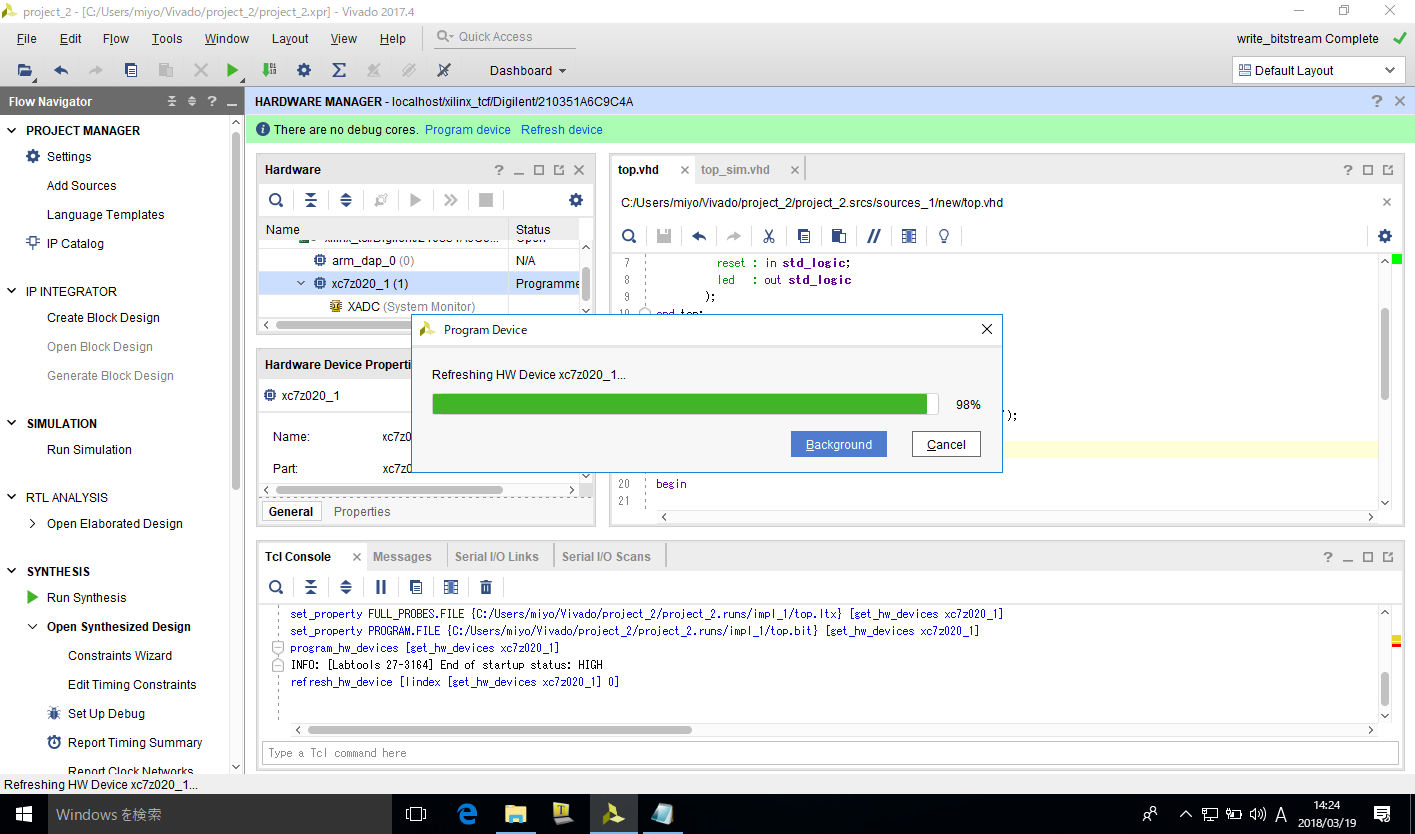 project_2 - [C:/Users/miyo/Vivado/project_2/project_2.xpr] - Vivado 2017.4
File Edit Flow Tools Window Layout View Help Quick Access
write_bitstream Complete
Dashboard
Default Layout
Flow Navigator
HARDWARE MANAGER - localhost/xilinx_tcf/Digilent/210351A6C9C4A
There are no debug cores. Program device Refresh device
PROJECT MANAGER
Settings
Add Sources
Language Templates
IP Catalog
IP INTEGRATOR
Create Block Design
Open Block Design
Generate Block Design
SIMULATION
Run Simulation
RTL ANALYSIS
Open Elaborated Design
SYNTHESIS
Run Synthesis
Open Synthesized Design
Constraints Wizard
Edit Timing Constraints
Set Up Debug
Report Timing Summary
Report Clock Networks
Hardware
Name Status
arm_dap_0 (0) N/A
xc7z020_1 (1) Programme
XADC (System Monitor)
Hardware Device Properti
xc7z020_1
Name: xc7z0
Part: xc7z0
General Properties
top.vhd top_sim.vhd
C:/Users/miyo/Vivado/project_2/project_2.srcs/sources_1/new/top.vhd
7 reset : in std_logic;
8 led : out std_logic
9 );
10 end top;
);
20 begin
21
Program Device
Refreshing HW Device xc7z020_1...
98%
Background Cancel
Tcl Console Messages Serial I/O Links Serial I/O Scans
set_property FULL_PROBES.FILE {C:/Users/miyo/Vivado/project_2/project_2.runs/impl_1/top.ltx} [get_hw_devices xc7z020_1]
set_property PROGRAM.FILE {C:/Users/miyo/Vivado/project_2/project_2.runs/impl_1/top.bit} [get_hw_devices xc7z020_1]
program_hw_devices [get_hw_devices xc7z020_1]
INFO: [Labtools 27-3164] End of startup status: HIGH
refresh_hw_device [lindex [get_hw_devices xc7z020_1] 0]
Type a Tcl command here
Refreshing HW Device xc7z020_1...
Windows を検索
A
14:24
2018/03/19